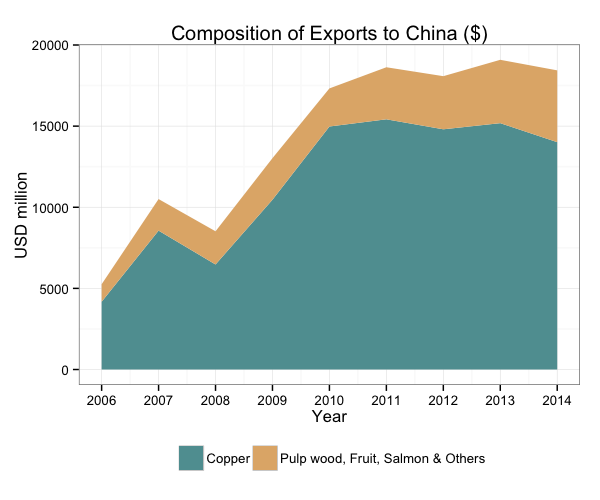 Composition of Exports to China ($)
20000
15000
10000
5000
0
USD million
2006 2007 2008 2009 2010 2011 2012 2013 2014
Year
Copper Pulp wood, Fruit, Salmon & Others